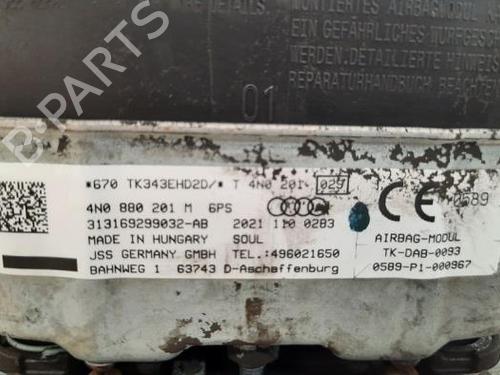 MONTIERTES AIRBAGMODUL
EIN GEFÄHRLICHES
WERDEN.DETAILIERTE
REPARATURHANDBUCH BEACHTEN
01
B-PARTS
*670 TK343EHD2D/* T 4N0 201 029
4N0 880 201 M 6PS
CE 0589
313169299032-AB 2021 110 0283
MADE IN HUNGARY SOUL
AIRBAG-MODUL
JSS GERMANY GMBH TEL.:496021650
TK-DAB-0093
BAHNWEG 1 63743 D-Aschaffenburg
0589-P1-000967